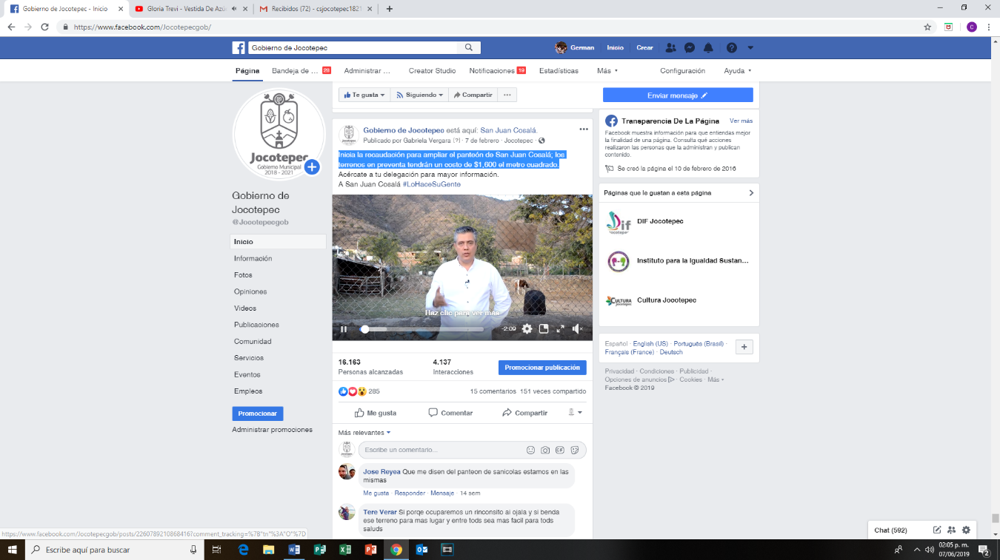 Gobierno de Jocotepec - Inicio
Gloria Trevi - Vestida De Azú
Recibidos (72) - csjocotepec1821
https://www.facebook.com/Jocotepecgob/
C
Gobierno de Jocotepec
German Inicio Crear
Página Bandeja de ... 28 Administrar ... Creator Studio Notificaciones 19 Estadísticas Más Configuración Ayuda
Te gusta Siguiendo Compartir ...
Enviar mensaje
Jocotepec
Gobierno Municipal
2018 - 2021
Gobierno de
Jocotepec
@Jocotepecgob
Inicio
Información
Fotos
Opiniones
Videos
Publicaciones
Comunidad
Servicios
Eventos
Empleos
Promocionar
Administrar promociones
Gobierno de Jocotepec está aquí: San Juan Cosalá.
Publicado por Gabriela Vergara [?] · 7 de febrero · Jocotepec ·
Inicia la recaudación para ampliar el panteón de San Juan Cosalá; los
terrenos en preventa tendrán un costo de $1,600 el metro cuadrado.
Acércate a tu delegación para mayor información.
A San Juan Cosalá #LoHaceSuGente
Haz clic para ver más
-2:09
16.163
Personas alcanzadas
4.137
Interacciones
Promocionar publicación
285
15 comentarios 151 veces compartido
Me gusta Comentar Compartir
Más relevantes
Escribe un comentario...
GIF
Jose Reyea Que me disen del panteon de sanicolas estamos en las
mismas
Me gusta · Responder · Mensaje · 14 sem
Tere Verar Si porqe ocuparemos un rinconsito ai ojala y si benda
ese terreno para mas lugar y entre tods sea mas facil para tods
saluds
Transparencia De La Página Ver más
Facebook muestra información para que entiendas mejor
la finalidad de una página. Consulta qué acciones
realizaron las personas que la administran y publican
contenido.
Se creó la página el 10 de febrero de 2016
Páginas que le gustan a esta página
Dif
Jocotepec
DIF Jocotepec
Instituto para la Igualdad Sustan...
CULTURA
Jocotepec
Cultura Jocotepec
Español · English (US) · Português (Brasil) ·
Français (France) · Deutsch
Privacidad · Condiciones · Publicidad ·
Opciones de anuncios · Cookies · Más
Facebook © 2019
Chat (592)
https://www.facebook.com/Jocotepecgob/posts/2260789210868416?comment_tracking=%7B"tn"%3A"O"%7D
Escribe aquí para buscar
02:05 p. m.
07/06/2019
2